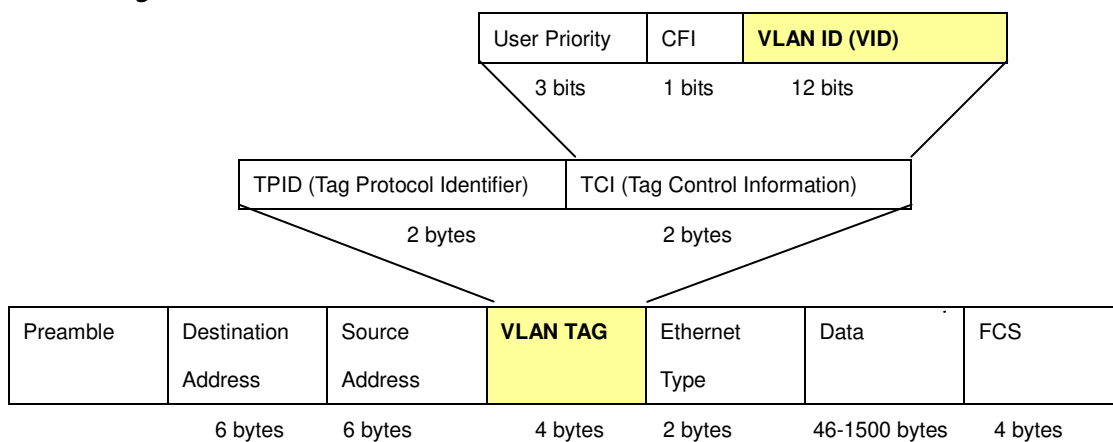 User Priority CFI VLAN ID (VID)
3 bits 1 bits 12 bits
TPID (Tag Protocol Identifier) TCI (Tag Control Information)
2 bytes 2 bytes
Preamble Destination Address Source Address VLAN TAG Ethernet Type Data FCS
6 bytes 6 bytes 4 bytes 2 bytes 46-1500 bytes 4 bytes